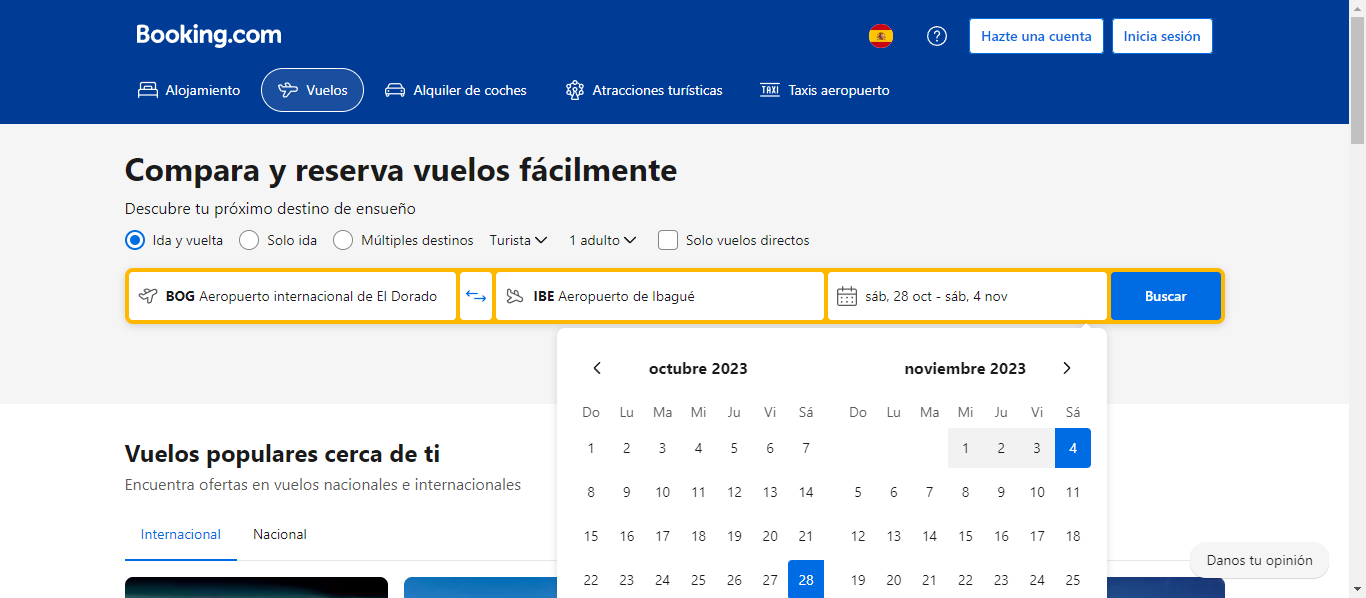 Booking.com
?
Hazte una cuenta
Inicia sesión
Alojamiento
Vuelos
Alquiler de coches
Atracciones turísticas
TAXI Taxis aeropuerto
Compara y reserva vuelos fácilmente
Descubre tu próximo destino de ensueño
Ida y vuelta
Solo ida
Múltiples destinos
Turista
1 adulto
Solo vuelos directos
BOG Aeropuerto internacional de El Dorado
IBE Aeropuerto de Ibagué
sáb, 28 oct - sáb, 4 nov
Buscar
octubre 2023
Do Lu Ma Mi Ju Vi Sá
1 2 3 4 5 6 7
8 9 10 11 12 13 14
15 16 17 18 19 20 21
22 23 24 25 26 27 28
noviembre 2023
Do Lu Ma Mi Ju Vi Sá
1 2 3 4
5 6 7 8 9 10 11
12 13 14 15 16 17 18
19 20 21 22 23 24 25
Vuelos populares cerca de ti
Encuentra ofertas en vuelos nacionales e internacionales
Internacional
Nacional
Danos tu opinión